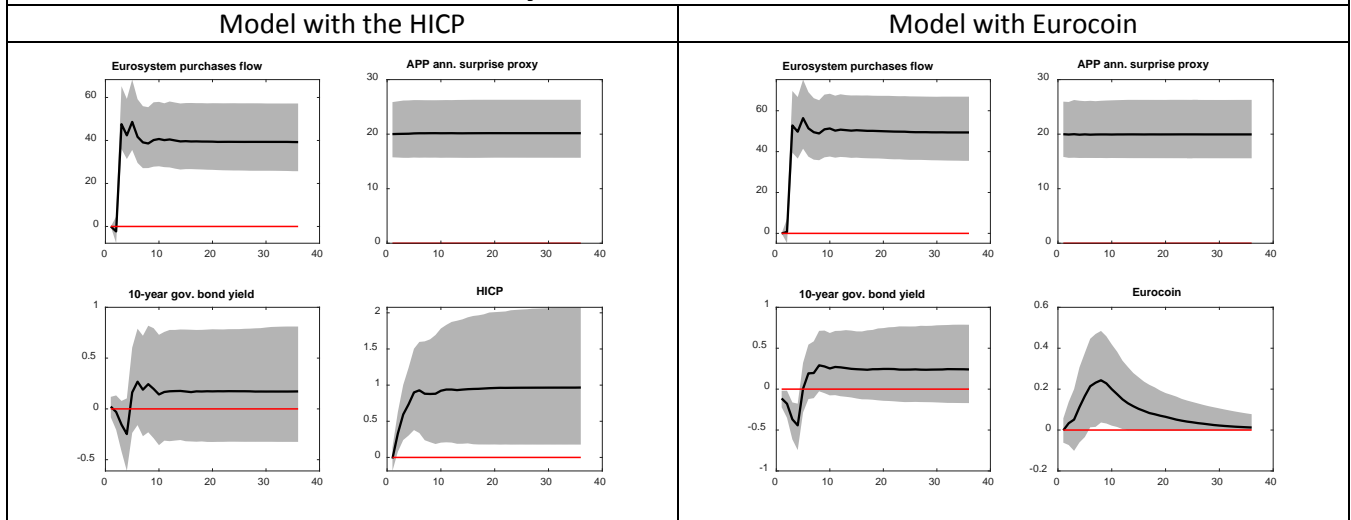 Model with the HICP
Model with Eurocoin
Eurosystem purchases flow
60
40
20
0
0 10 20 30 40
APP ann. surprise proxy
30
20
10
0
0 10 20 30 40
10-year gov. bond yield
1
0.5
0
-0.5
0 10 20 30 40
HICP
2
1.5
1
0.5
0
0 10 20 30 40
Eurosystem purchases flow
60
40
20
0
0 10 20 30 40
APP ann. surprise proxy
30
20
10
0
0 10 20 30 40
10-year gov. bond yield
1
0.5
0
-0.5
-1
0 10 20 30 40
Eurocoin
0.6
0.4
0.2
0
-0.2
0 10 20 30 40